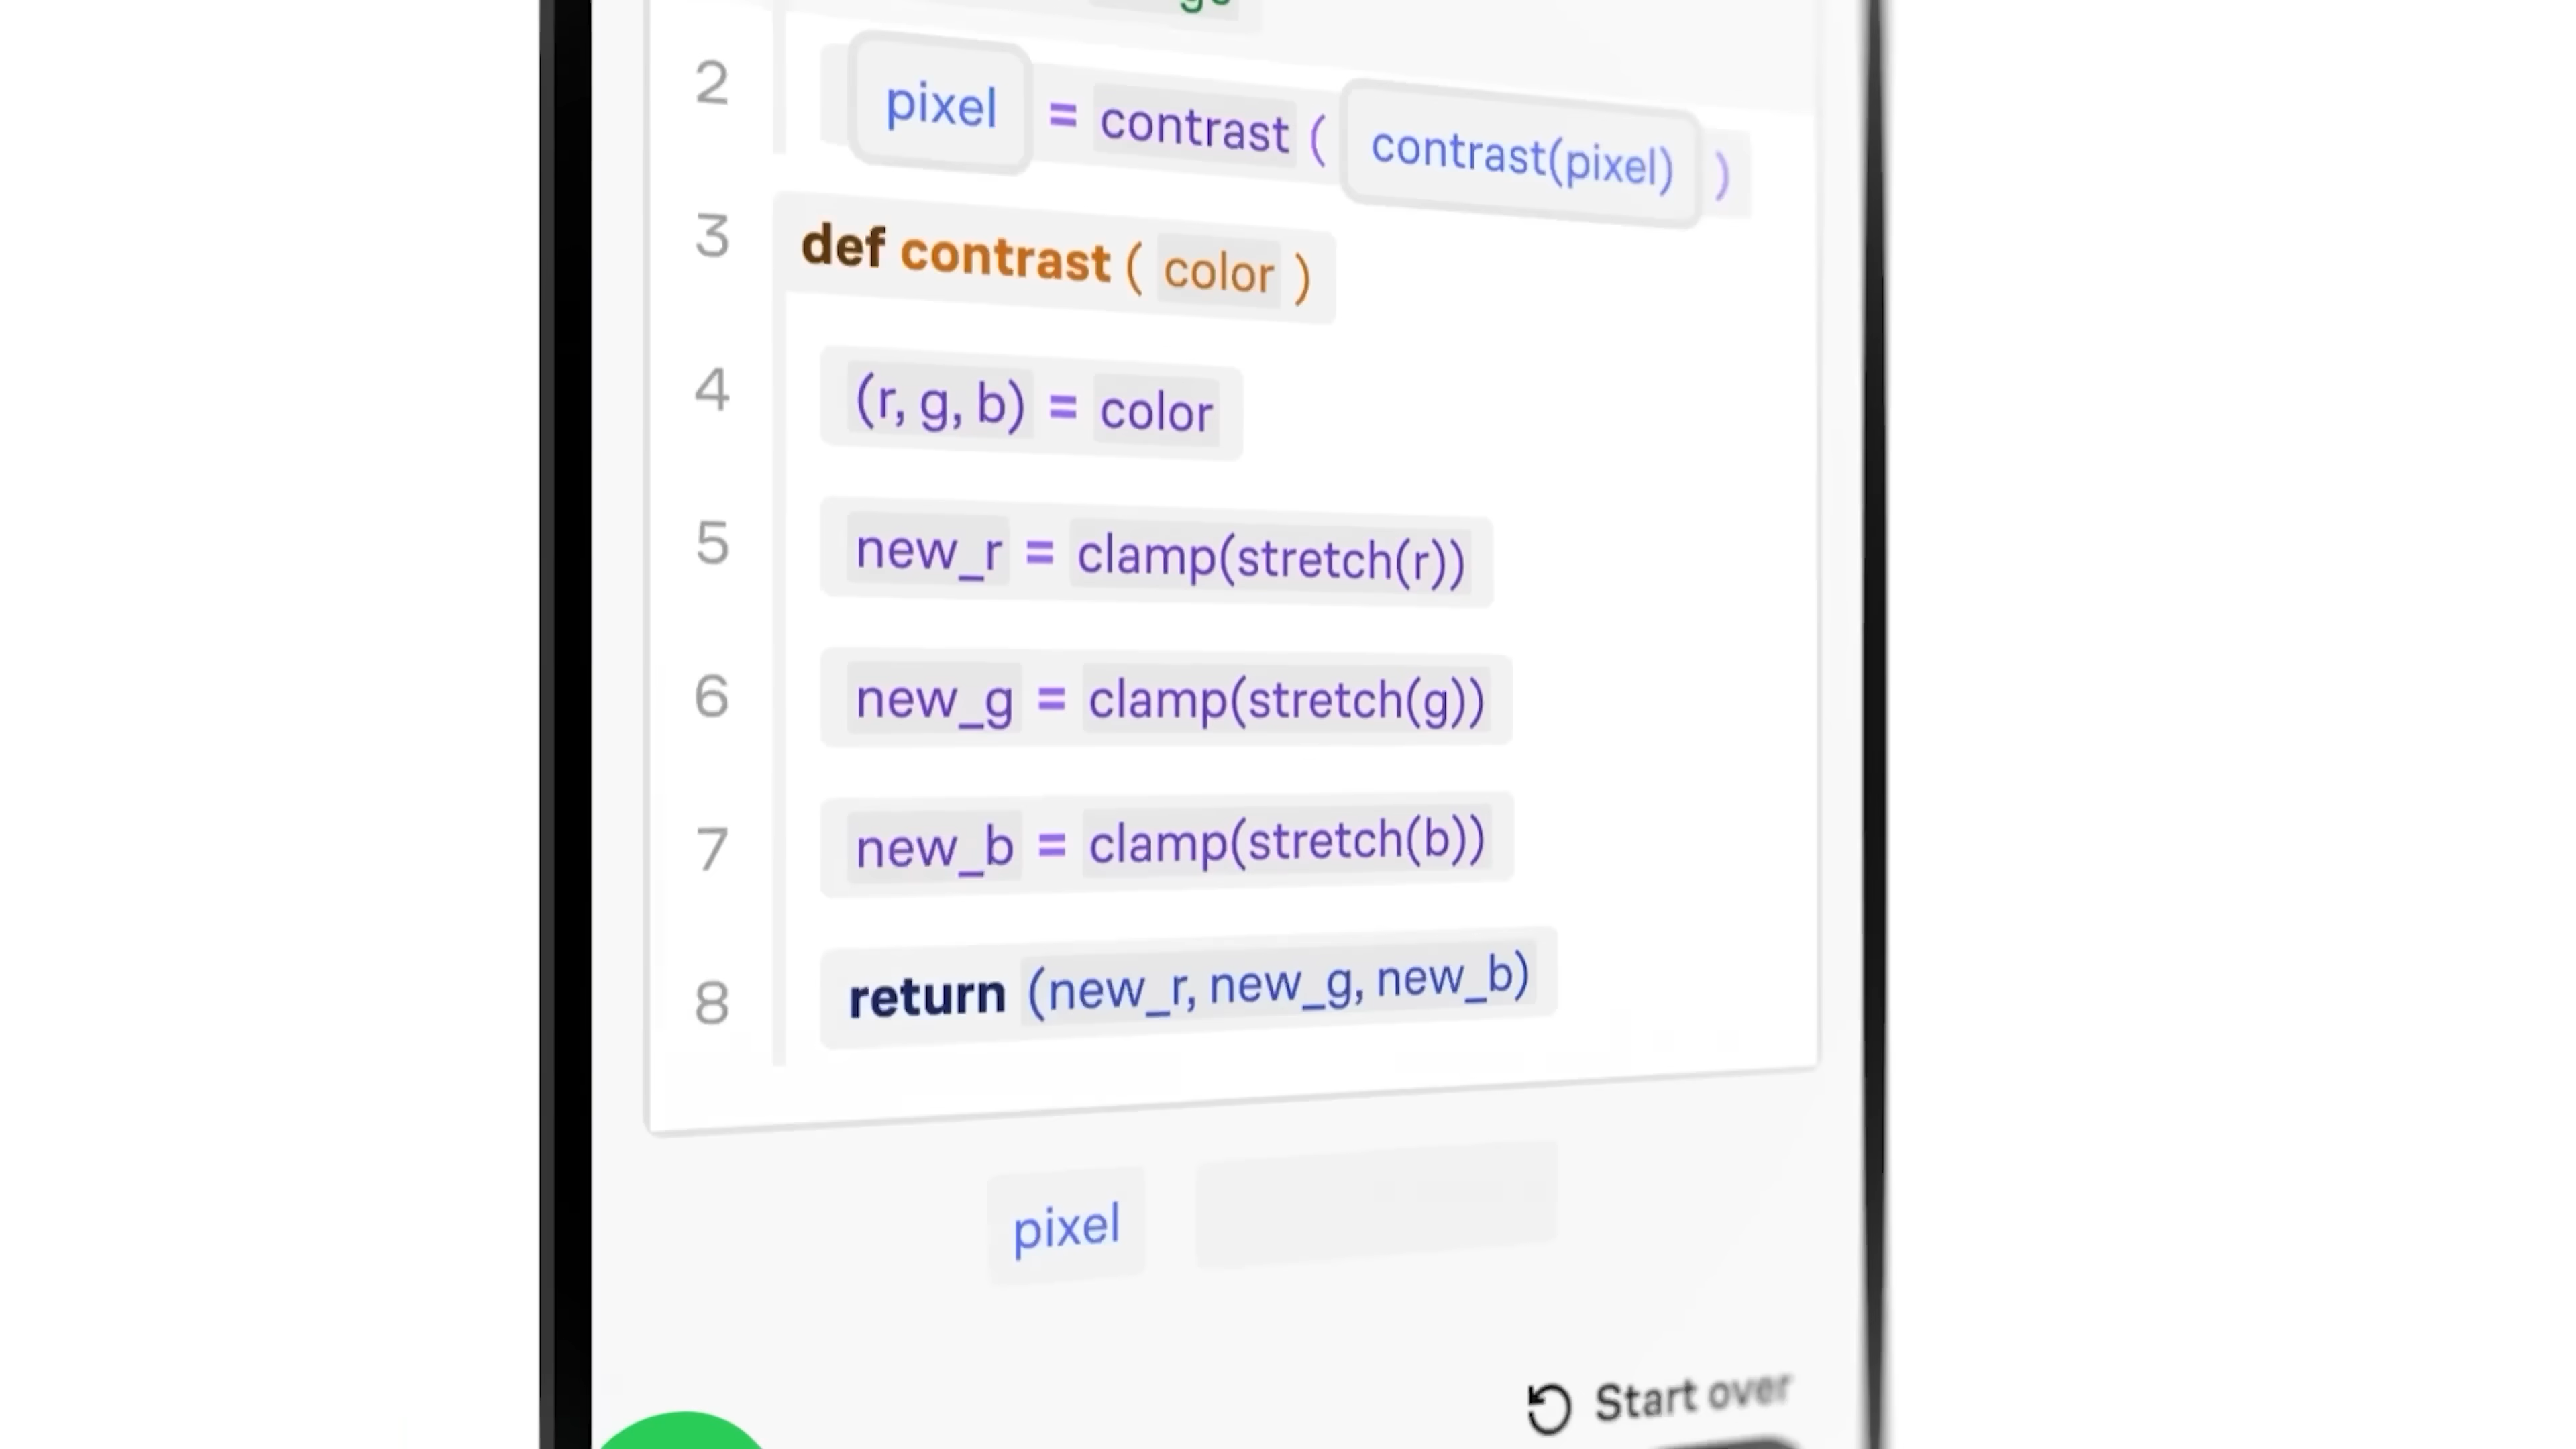 2 pixel = contrast ( contrast(pixel) )
3 def contrast ( color )
4 (r, g, b) = color
5 new_r = clamp(stretch(r))
6 new_g = clamp(stretch(g))
7 new_b = clamp(stretch(b))
8 return (new_r, new_g, new_b)
pixel
Start over